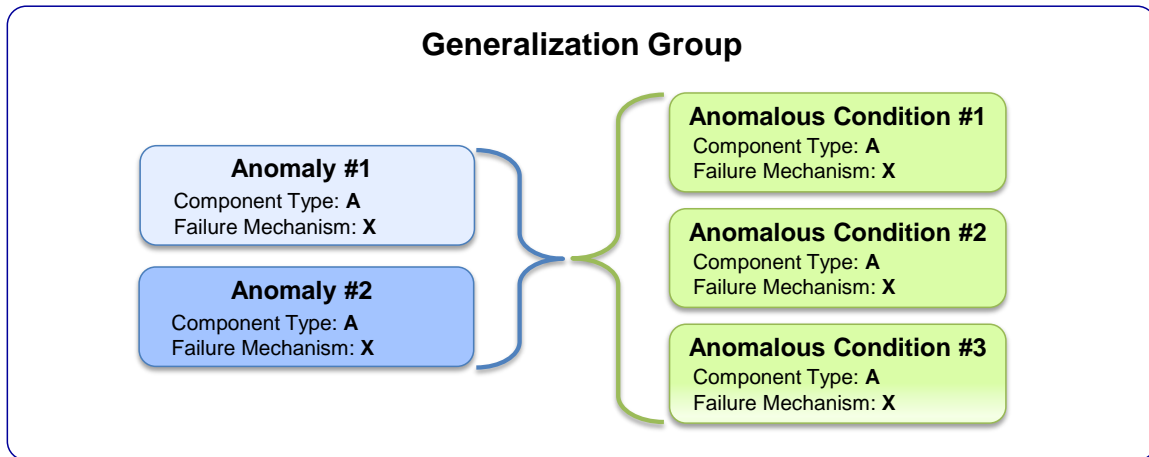 Generalization Group
Anomaly #1
Component Type: A
Failure Mechanism: X
Anomaly #2
Component Type: A
Failure Mechanism: X
Anomalous Condition #1
Component Type: A
Failure Mechanism: X
Anomalous Condition #2
Component Type: A
Failure Mechanism: X
Anomalous Condition #3
Component Type: A
Failure Mechanism: X